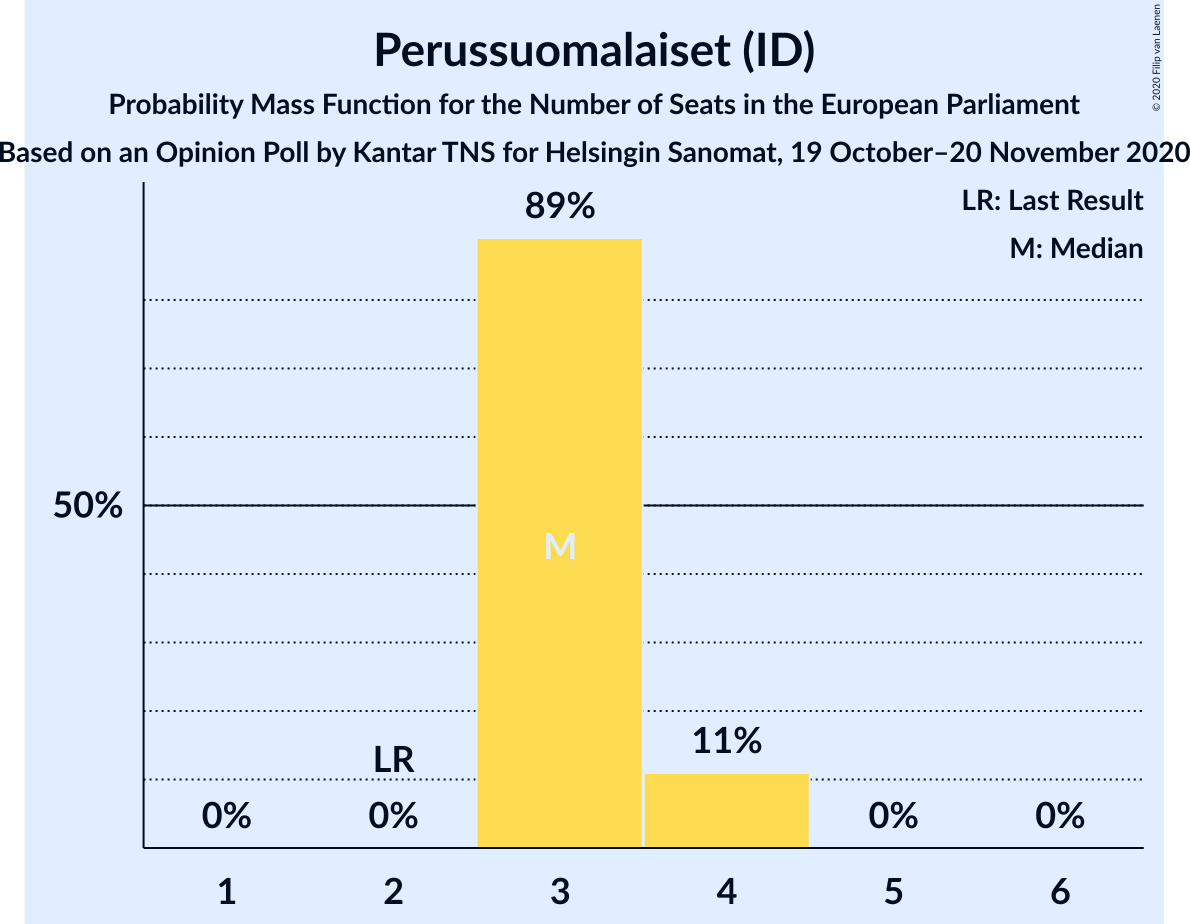 Perussuomalaiset (ID)
Probability Mass Function for the Number of Seats in the European Parliament
Based on an Opinion Poll by Kantar TNS for Helsingin Sanomat, 19 October–20 November 2020
© 2020 Filip van Laenen
LR: Last Result
M: Median
89%
50%
M
11%
LR
0% 0% 0% 0%
1 2 3 4 5 6